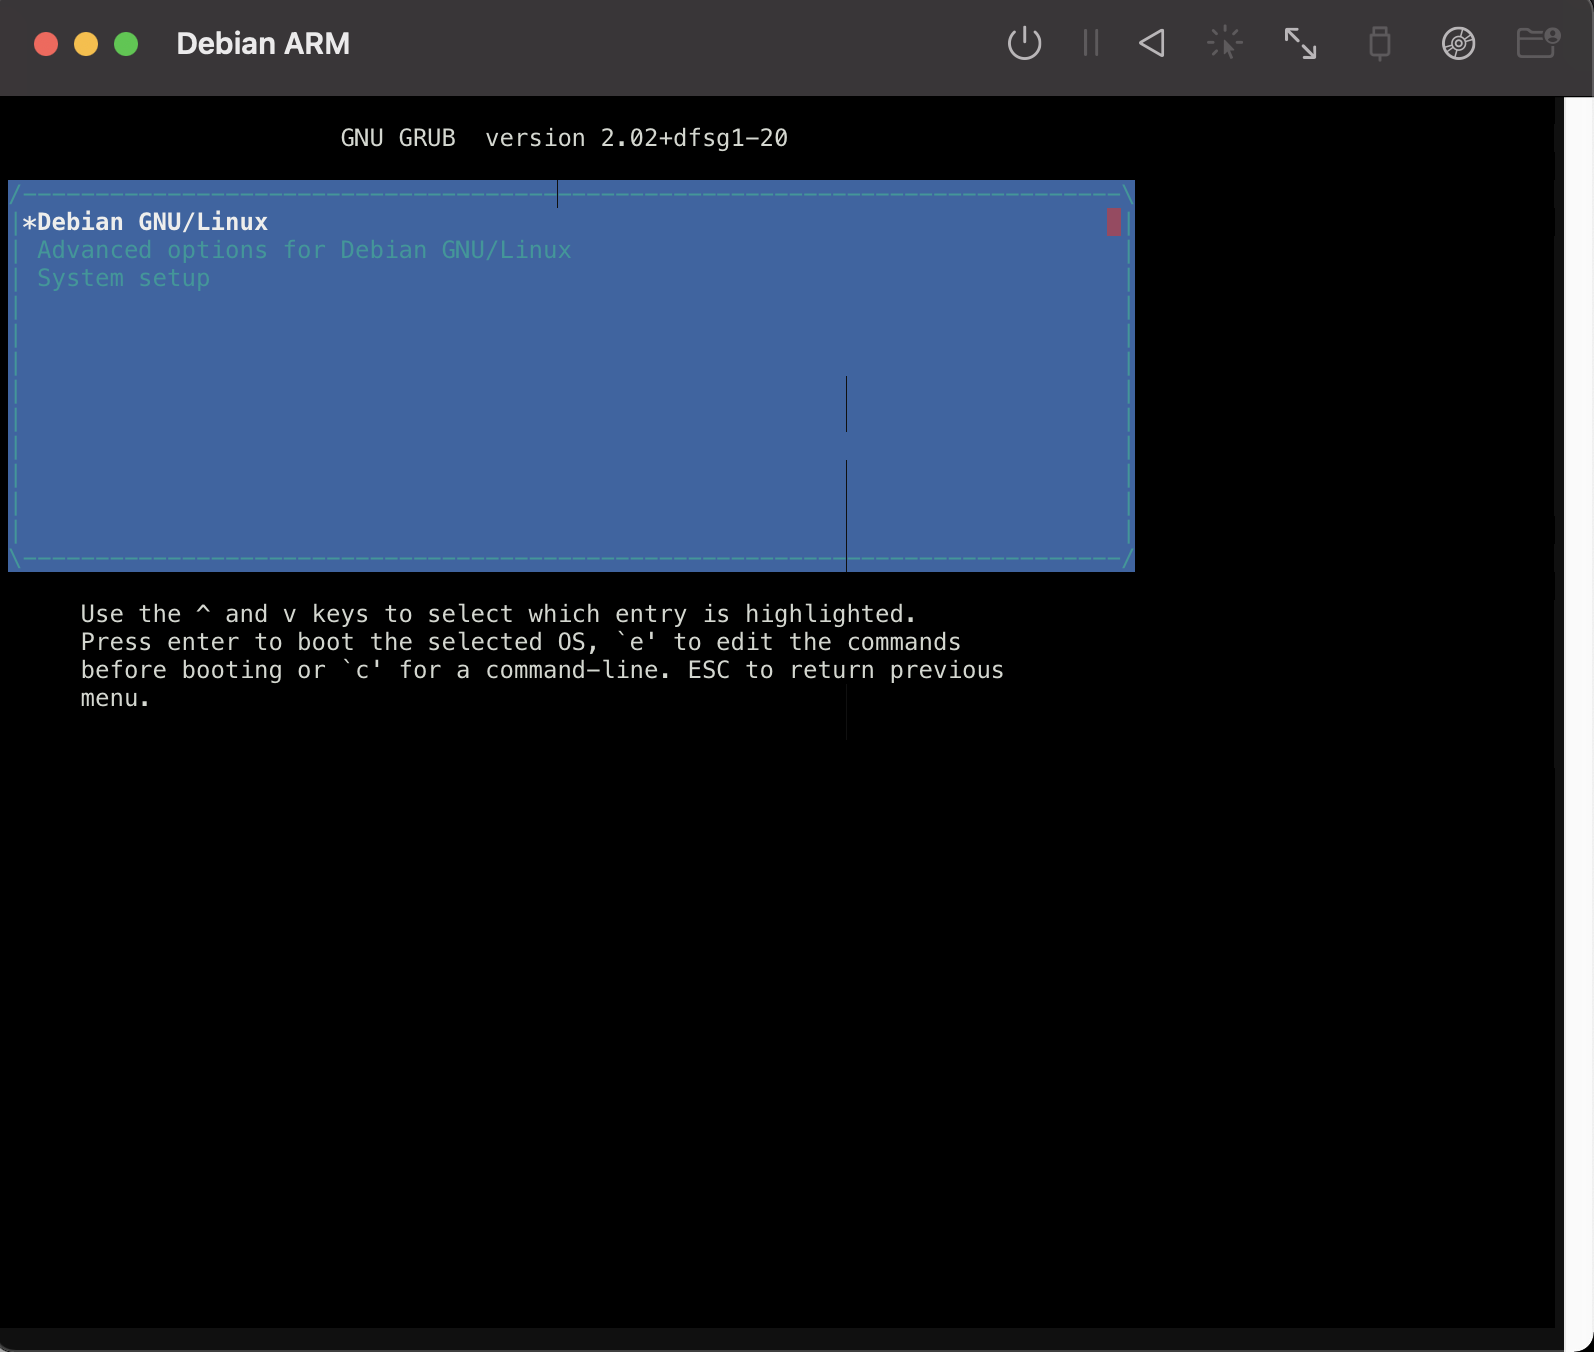 Debian ARM
GNU GRUB  version 2.02+dfsg1-20
*Debian GNU/Linux
Advanced options for Debian GNU/Linux
System setup
Use the ^ and v keys to select which entry is highlighted.
Press enter to boot the selected OS, `e' to edit the commands
before booting or `c' for a command-line. ESC to return previous
menu.